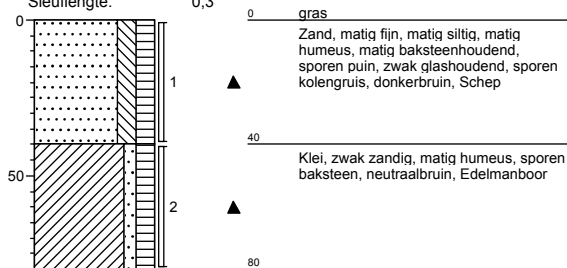 Sleuflengte: 0,3
0
0 gras
Zand, matig fijn, matig siltig, matig
humeus, matig baksteenhoudend,
sporen puin, zwak glashoudend, sporen
kolengruis, donkerbruin, Schep
1
40
Klei, zwak zandig, matig humeus, sporen
baksteen, neutraalbruin, Edelmanboor
50
2
80